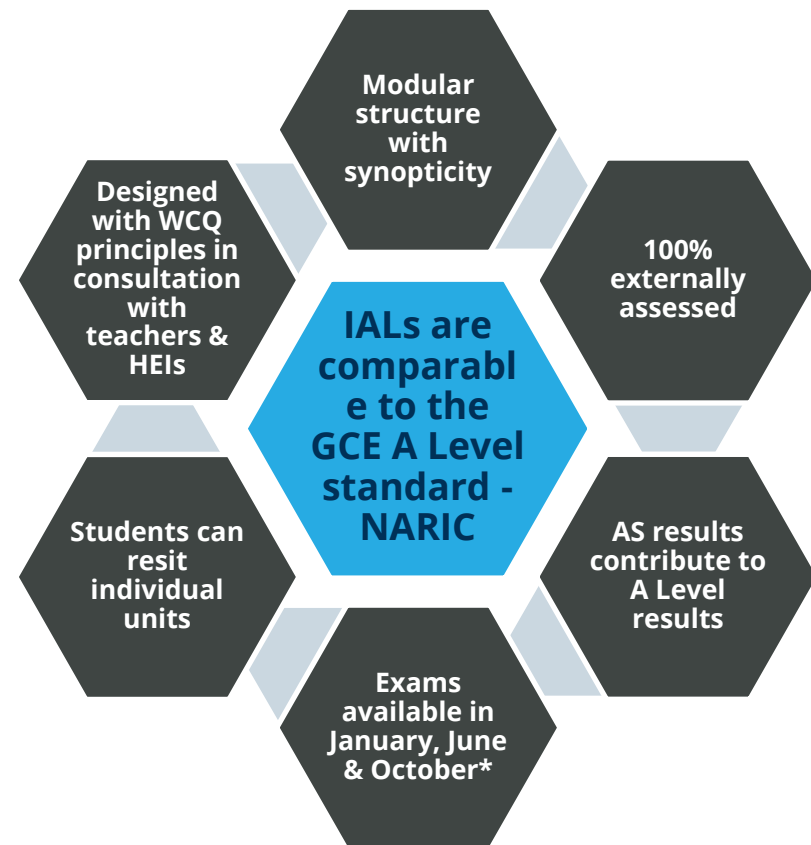 Modular
structure
with
synopticity
Designed
with WCQ
principles in
consultation
with
teachers &
HEIs
100%
externally
assessed
IALs are
comparabl
e to the
GCE A Level
standard -
NARIC
Students can
resit
individual
units
AS results
contribute to
A Level
results
Exams
available in
January, June
& October*